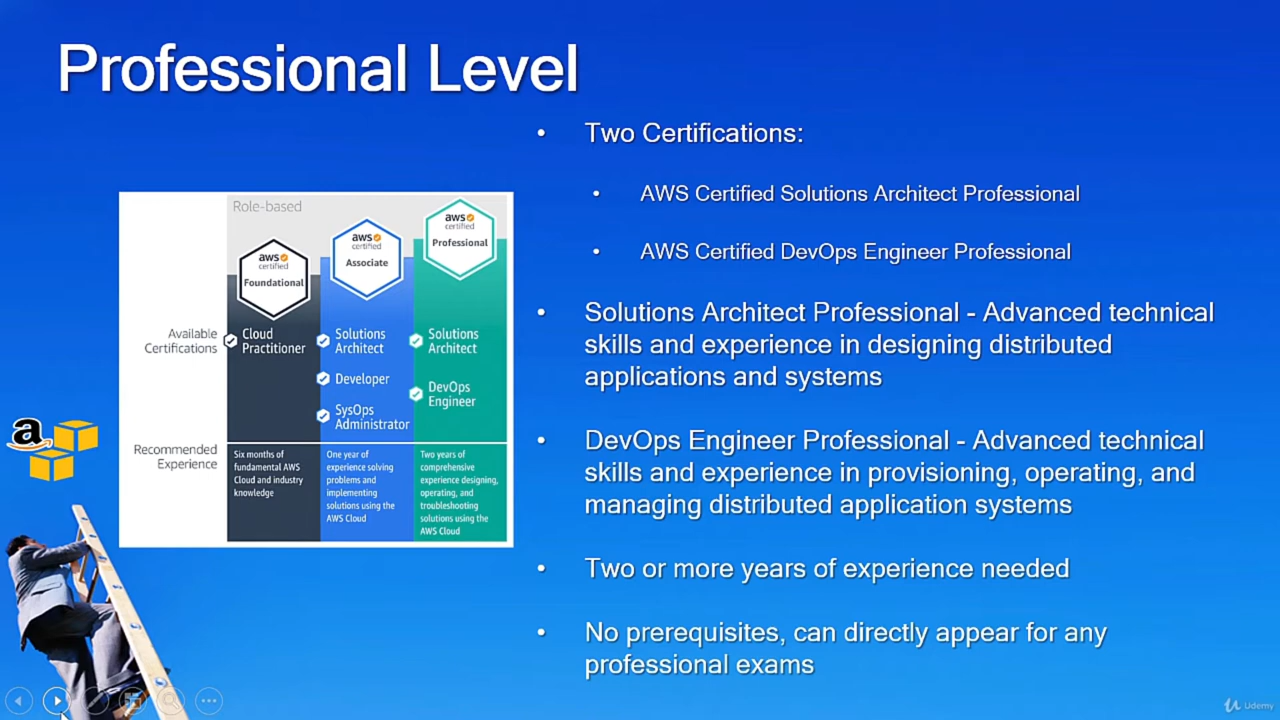 Professional Level
• Two Certifications:
• AWS Certified Solutions Architect Professional
• AWS Certified DevOps Engineer Professional
• Solutions Architect Professional - Advanced technical
skills and experience in designing distributed
applications and systems
• DevOps Engineer Professional - Advanced technical
skills and experience in provisioning, operating, and
managing distributed application systems
• Two or more years of experience needed
• No prerequisites, can directly appear for any
professional exams
Role-based
aws
certified
Foundational
aws
certified
Associate
aws
certified
Professional
Available
Certifications
Cloud
Practitioner
Solutions
Architect
Developer
SysOps
Administrator
Solutions
Architect
DevOps
Engineer
Recommended
Experience
Six months of
fundamental AWS
Cloud and industry
knowledge
One year of
experience solving
problems and
implementing
solutions using the
AWS Cloud
Two years of
comprehensive
experience designing,
operating, and
troubleshooting
solutions using the
AWS Cloud
a
Udemy